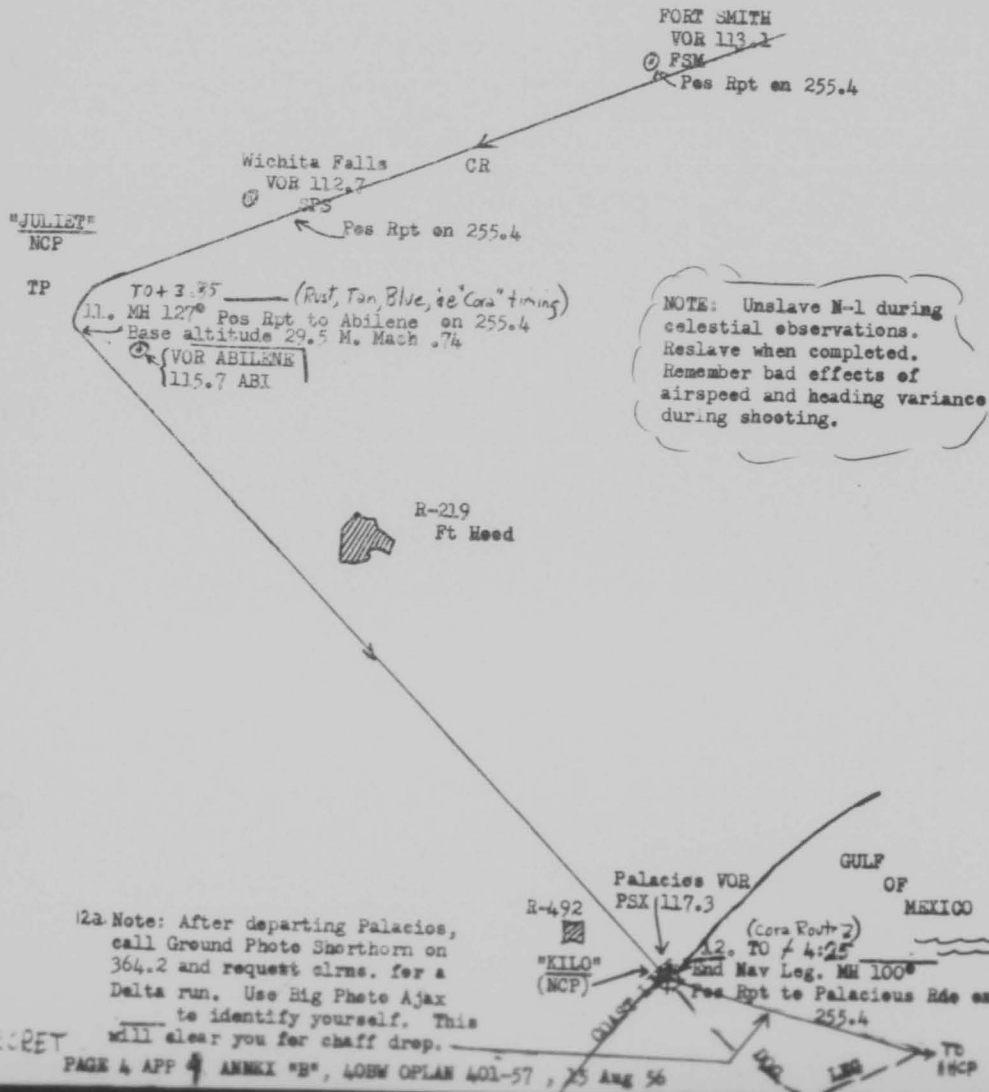 FORT SMITH
VOR 113.1
FSM
Pos Rpt on 255.4
CR
Wichita Falls
VOR 112.7
SPS
Pos Rpt on 255.4
"JULIET"
NCP
TP
TO+ 3:35 (Rust, Tan, Blue, ie "Cora" timing)
11. MH 127° Pos Rpt to Abilene on 255.4
Base altitude 29.5 M. Mach .74
VOR ABILENE
115.7 ABI
NOTE: Unslave N-1 during
celestial observations.
Reslave when completed.
Remember bad effects of
airspeed and heading variance
during shooting.
R-219
Ft Hood
GULF
OF
MEXICO
Palacios VOR
PSX 117.3
R-492
"KILO"
(NCP)
(Cora Route 2)
12. TO / 4:25
End Nav Leg. MH 100°
Pos Rpt to Palacious Rdo on
255.4
COAST
DOG LEG
TO
12a Note: After departing Palacios,
call Ground Photo Shorthorn on
364.2 and request clrns. for a
Delta run. Use Big Photo Ajax
to identify yourself. This
will clear you for chaff drop.
PAGE 4 APP 4 ANNEX "B", 40BW OPLAN 401-57 , 15 Aug 56